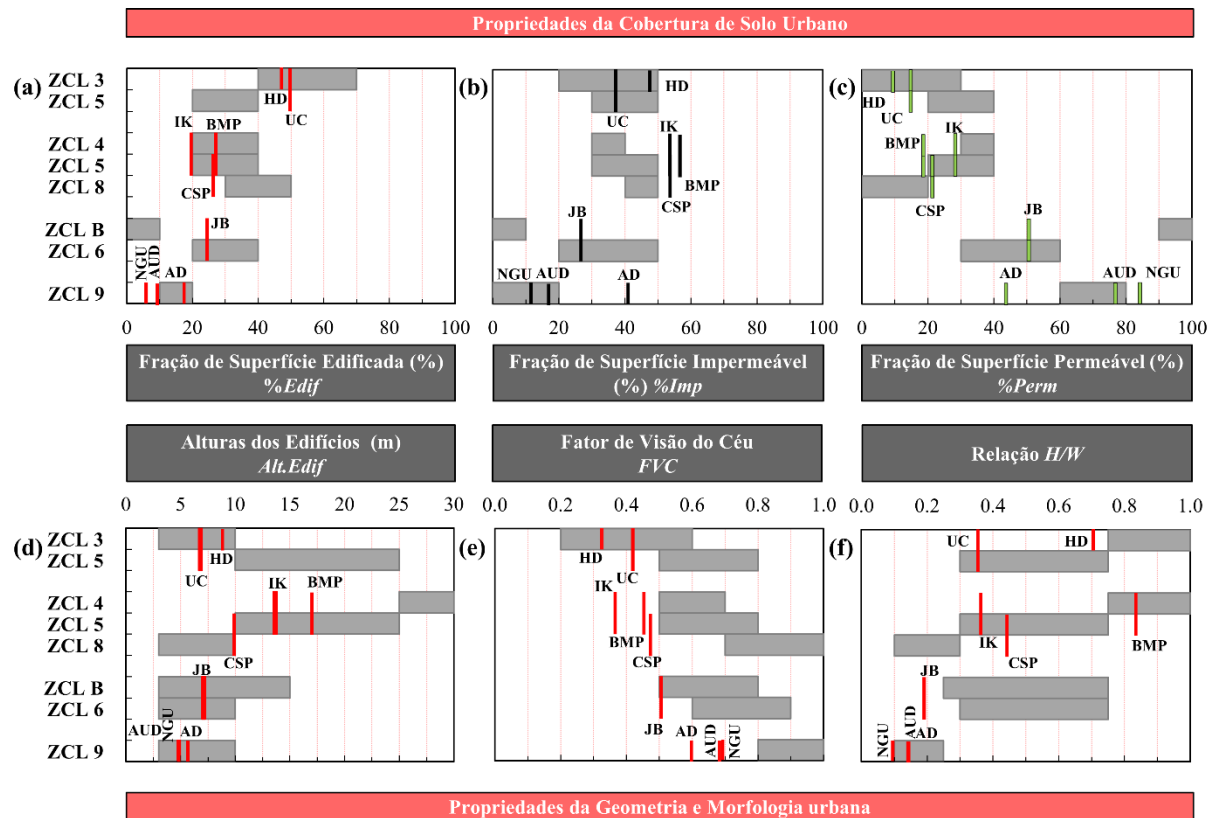 Propriedades da Cobertura de Solo Urbano
(a)
ZCL 3
ZCL 5
ZCL 4
ZCL 5
ZCL 8
ZCL B
ZCL 6
ZCL 9
HD
UC
IK
BMP
CSP
JB
NGU
AUD
AD
0 20 40 60 80 100
(b)
HD
UC
IK
BMP
CSP
JB
NGU
AUD
AD
0 20 40 60 80 100
(c)
HD
UC
BMP
IK
CSP
JB
AD
AUD
NGU
0 20 40 60 80 100
Fração de Superfície Edificada (%)
%Edif
Fração de Superfície Impermeável
(%) %Imp
Fração de Superfície Permeável (%)
%Perm
Alturas dos Edifícios (m)
Alt.Edif
Fator de Visão do Céu
FVC
Relação H/W
0 5 10 15 20 25 30
(d)
ZCL 3
ZCL 5
ZCL 4
ZCL 5
ZCL 8
ZCL B
ZCL 6
ZCL 9
UC
HD
IK
BMP
CSP
JB
AUD
NGU
AD
0.2 0.4 0.6 0.8 1.0
(e)
HD
UC
IK
BMP
CSP
JB
AD
AUD
NGU
0.0 0.2 0.4 0.6 0.8 1.0
(f)
UC
HD
IK
CSP
BMP
JB
NGU
AUD
AD
Propriedades da Geometria e Morfologia urbana